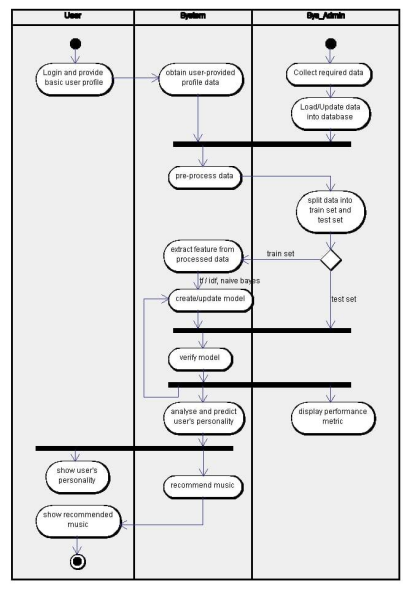 User
System
Sys_Admin
Login and provide
basic user profile
obtain user-provided
profile data
Collect required data
Load/Update data
into database
pre-process data
split data into
train set and
test set
extract feature from
processed data
train set
tf / idf, naive bayes
create/update model
test set
verify model
analyse and predict
user's personality
display performance
metric
show user's
personality
recommend music
show recommended
music